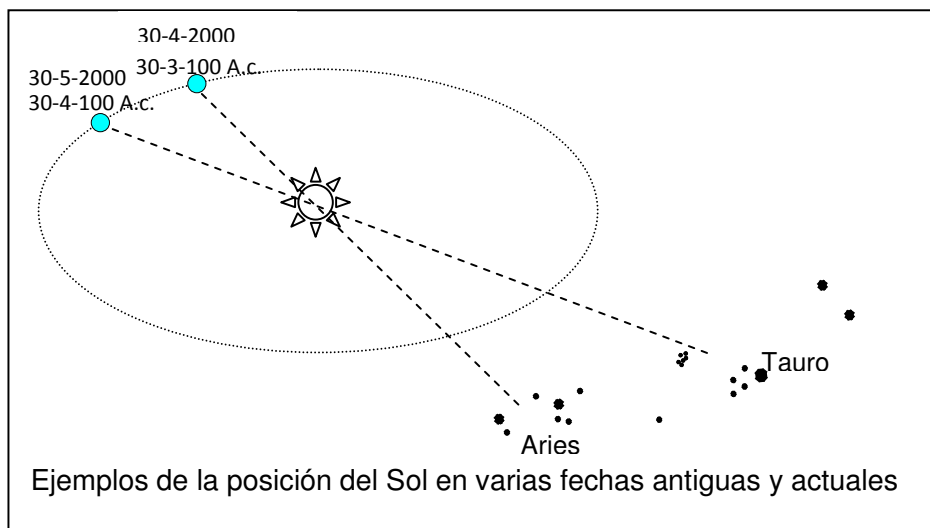 30-4-2000
30-3-100 A.c.
30-5-2000
30-4-100 A.c.
Tauro
Aries
Ejemplos de la posición del Sol en varias fechas antiguas y actuales